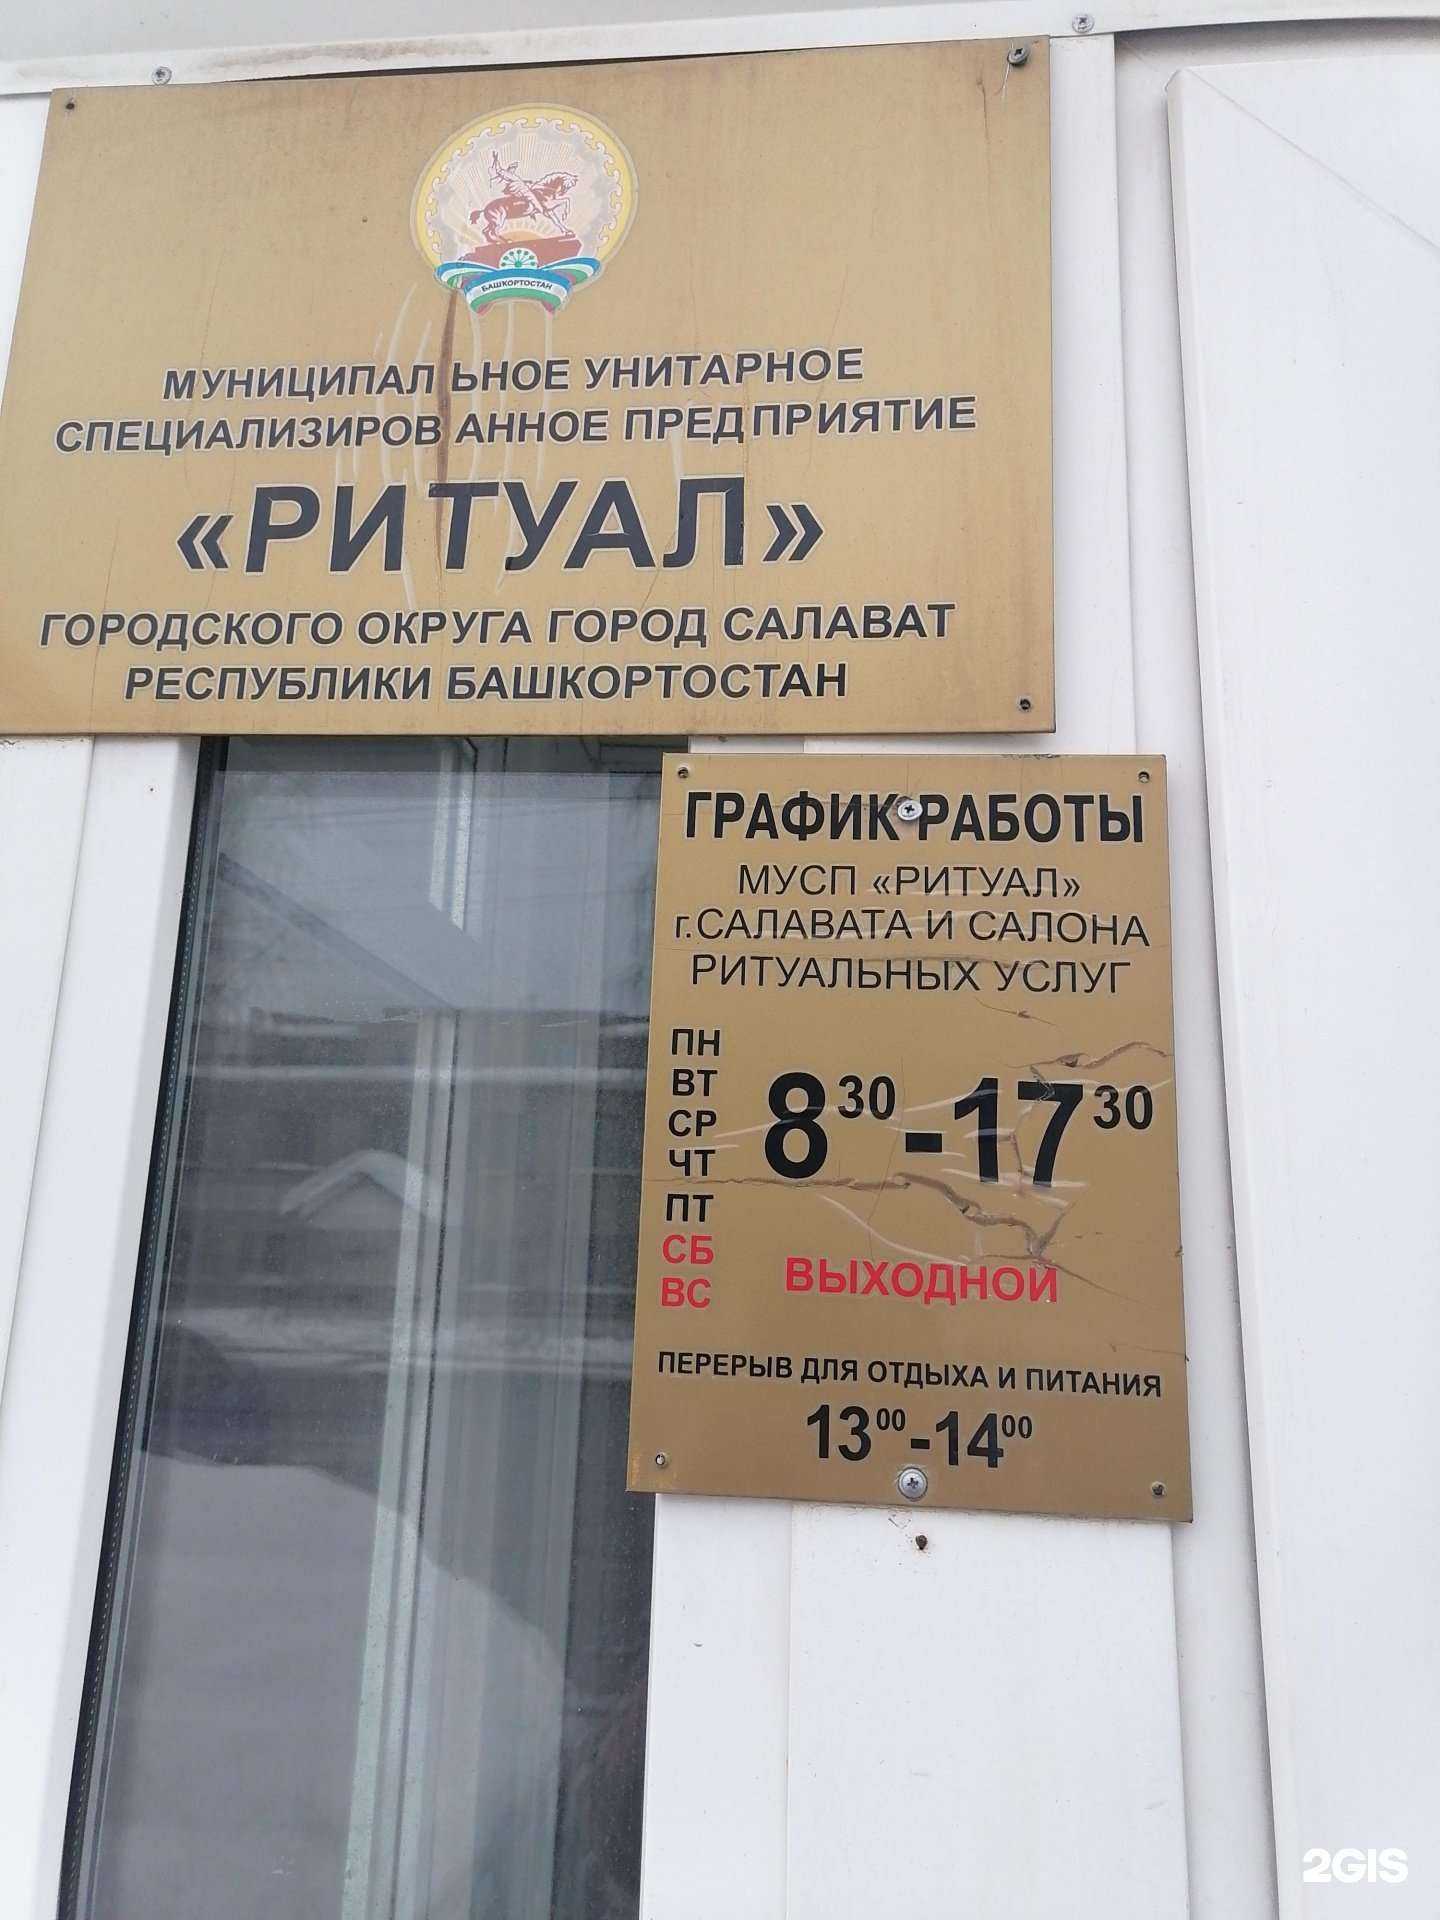 БАШКОРТОСТАН
МУНИЦИПАЛЬНОЕ УНИТАРНОЕ
СПЕЦИАЛИЗИРОВАННОЕ ПРЕДПРИЯТИЕ
«РИТУАЛ»
ГОРОДСКОГО ОКРУГА ГОРОД САЛАВАТ
РЕСПУБЛИКИ БАШКОРТОСТАН
ГРАФИК РАБОТЫ
МУСП «РИТУАЛ»
г.САЛАВАТА И САЛОНА
РИТУАЛЬНЫХ УСЛУГ
ПН
ВТ
СР
ЧТ
ПТ
8 30 - 17 30
СБ
ВС
ВЫХОДНОЙ
ПЕРЕРЫВ ДЛЯ ОТДЫХА И ПИТАНИЯ
13 00 - 14 00
2GIS